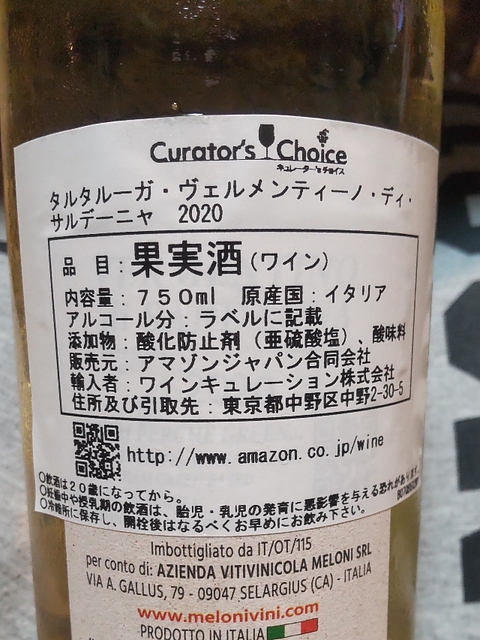 Curator's Choice
キュレーター'sチョイス
タルタルーガ・ヴェルメンティーノ・ディ・
サルデーニャ 2020
品 目：果実酒（ワイン）
内容量：７５０ml 原産国：イタリア
アルコール分：ラベルに記載
添加物：酸化防止剤（亜硫酸塩）、酸味料
販売元：アマゾンジャパン合同会社
輸入者：ワインキュレーション株式会社
住所及び引取先：東京都中野区中野2-30-5
http://www.amazon.co.jp/wine
○飲酒は20歳になってから。
○妊娠中や授乳期の飲酒は、胎児・乳児の発育に悪影響を与える恐れがあります。
○冷暗所に保存し、開栓後はなるべくお早めにお飲み下さい。
Imbottigliato da IT/OT/115
per conto di: AZIENDA VITIVINICOLA MELONI SRL
VIA A. GALLUS, 79 - 09047 SELARGIUS (CA) - ITALIA
www.melonivini.com
PRODOTTO IN ITALIA